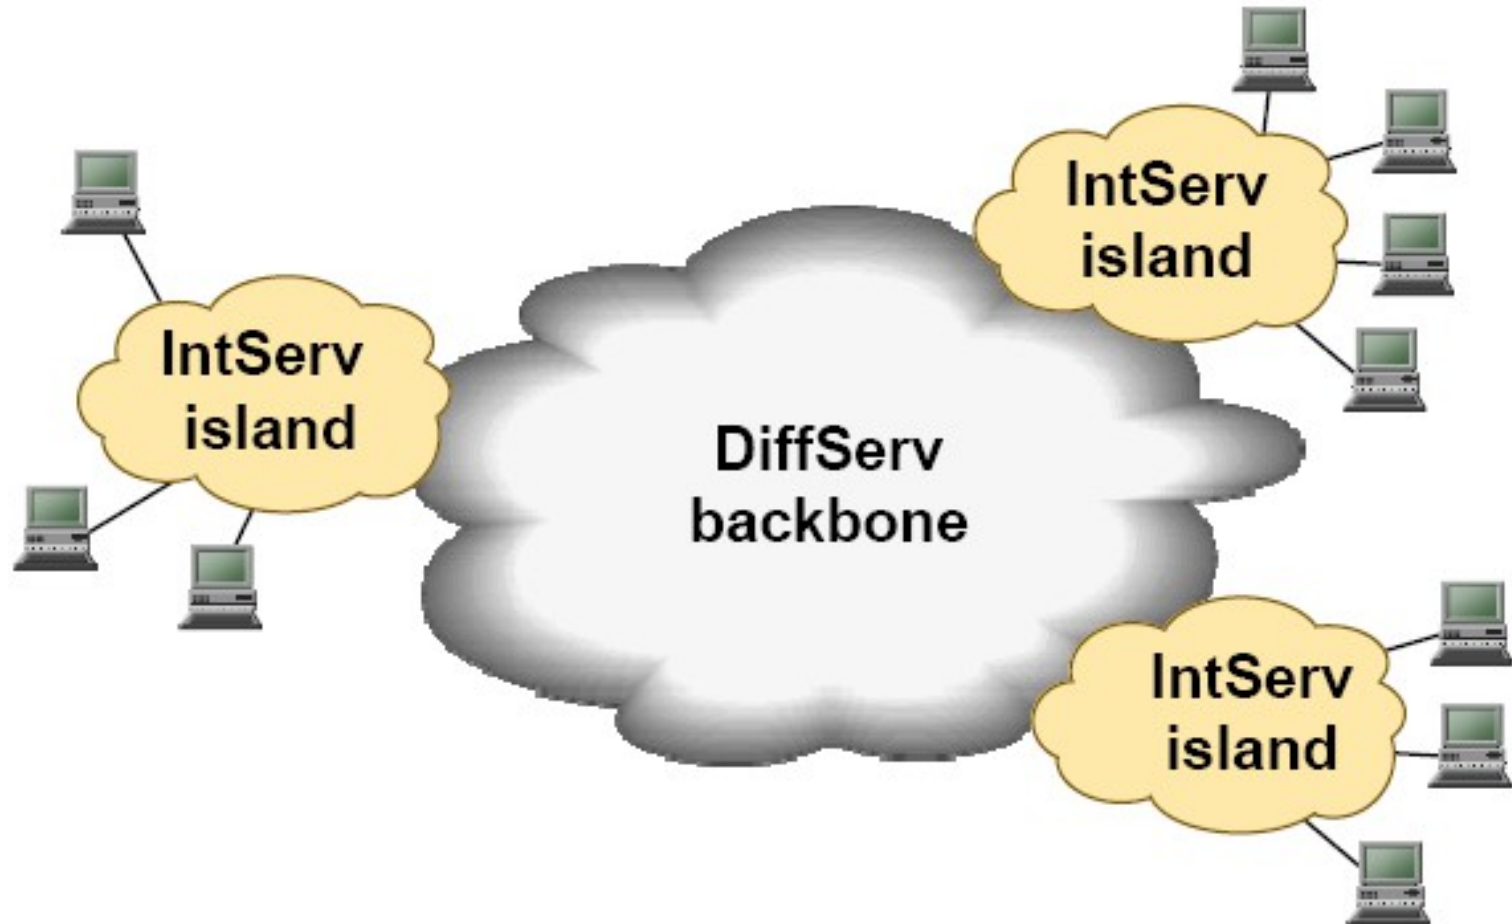 IntServ
island
IntServ
island
DiffServ
backbone
IntServ
island